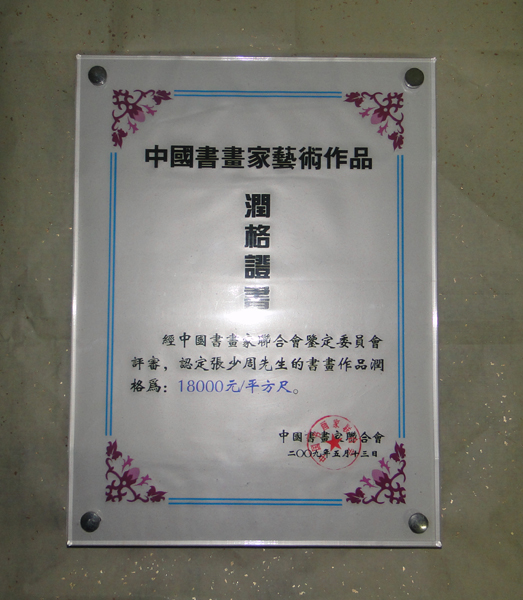 中國書畫家藝術作品
潤格證書
經中國書畫家聯合會鑒定委員會
評審，認定張少周先生的書畫作品潤
格爲：18000元/平方尺。
中國書畫家聯合會
二〇〇九年五月十三日